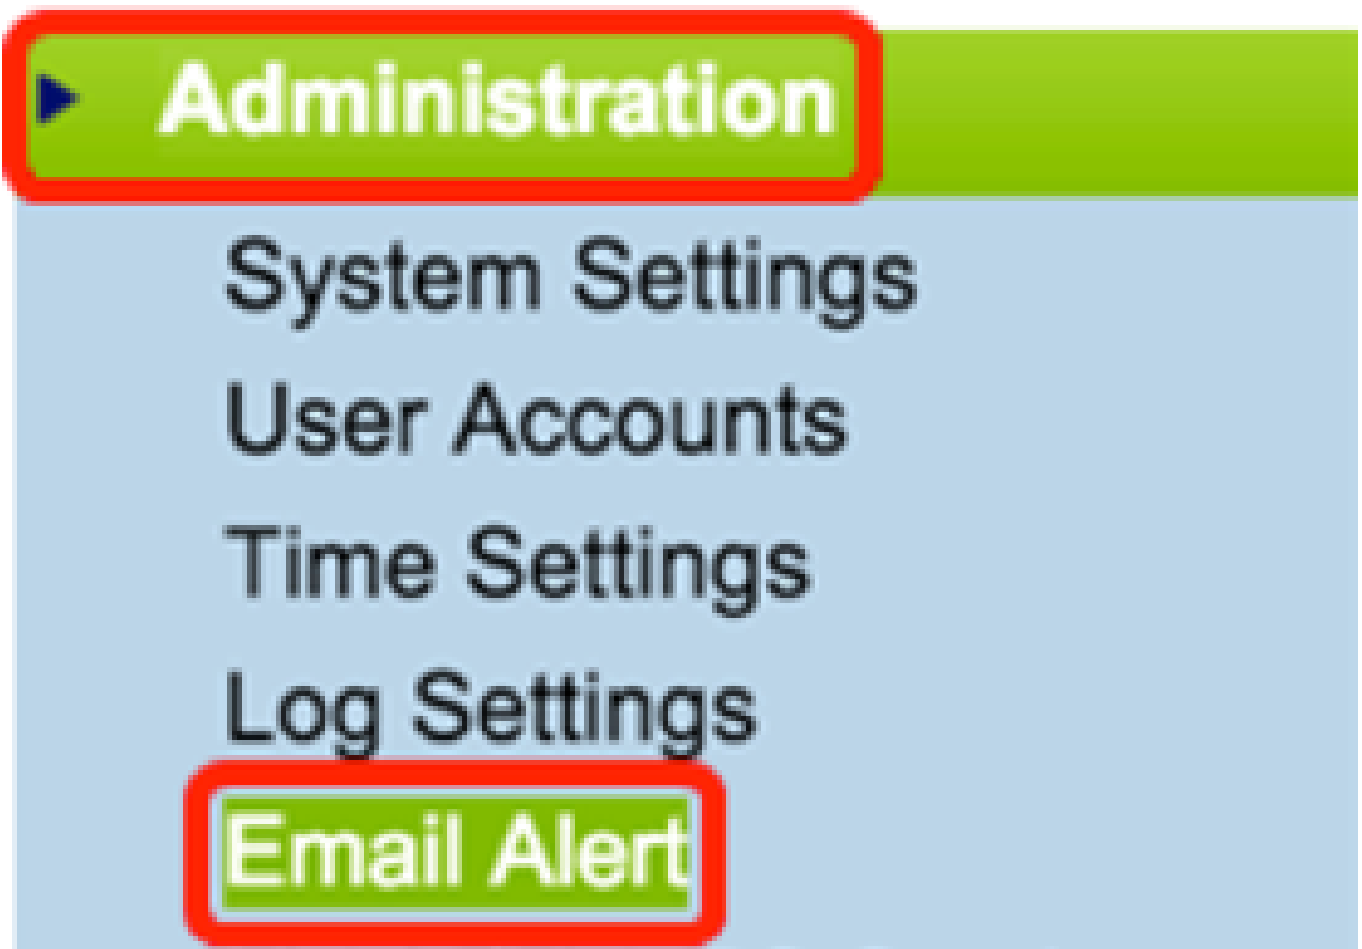 Administration
System Settings
User Accounts
Time Settings
Log Settings
Email Alert